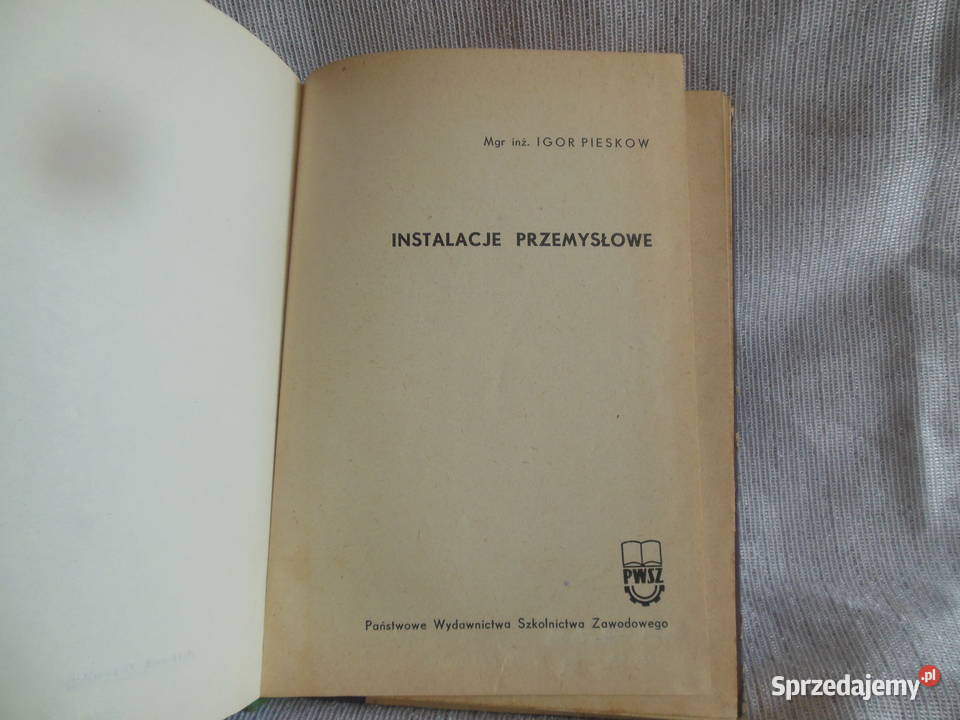 Mgr inż. IGOR PIESKOW
INSTALACJE PRZEMYSŁOWE
PWSZ
Państwowe Wydawnictwa Szkolnictwa Zawodowego
Sprzedajemy.pl